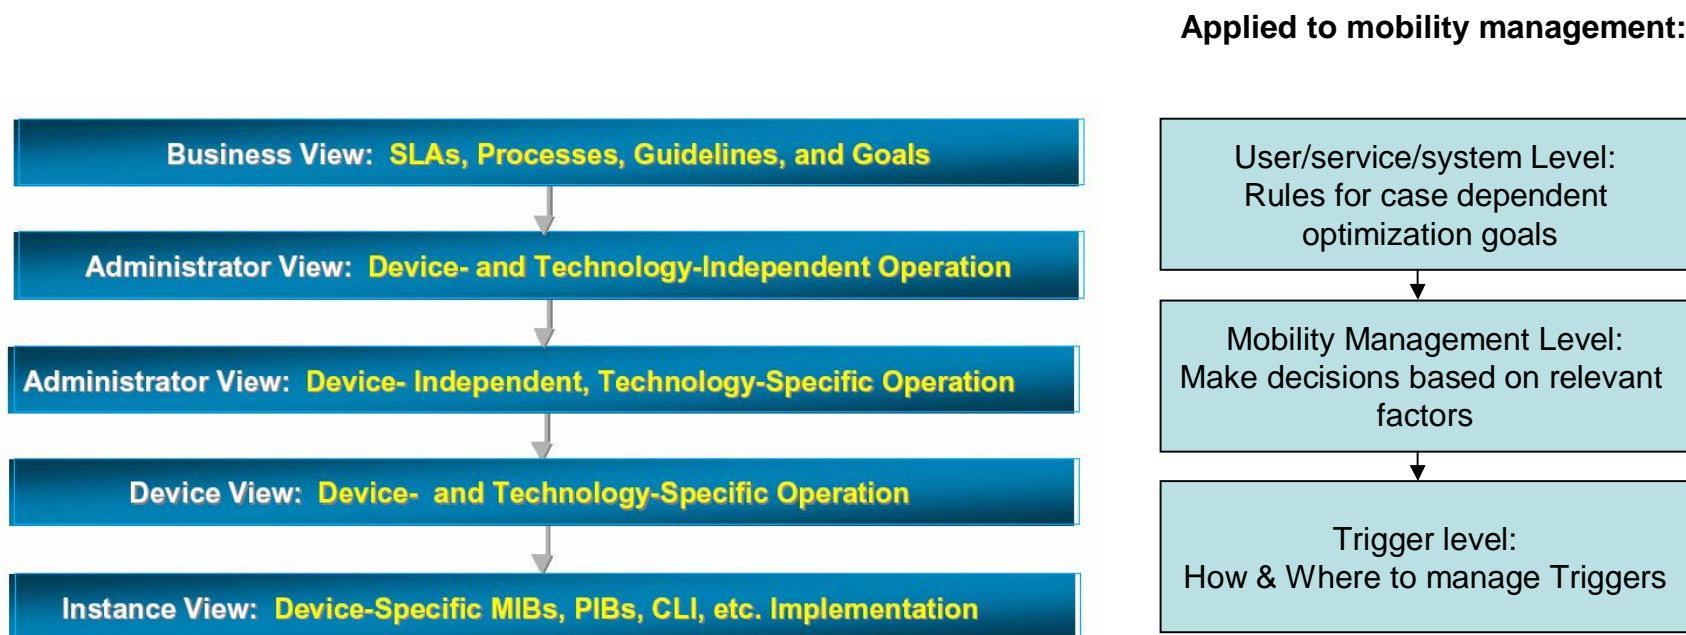 Applied to mobility management:
Business View: SLAs, Processes, Guidelines, and Goals
Administrator View: Device- and Technology-Independent Operation
Administrator View: Device- Independent, Technology-Specific Operation
Device View: Device- and Technology-Specific Operation
Instance View: Device-Specific MIBs, PIBs, CLI, etc. Implementation
User/service/system Level:
Rules for case dependent
optimization goals
Mobility Management Level:
Make decisions based on relevant
factors
Trigger level:
How & Where to manage Triggers